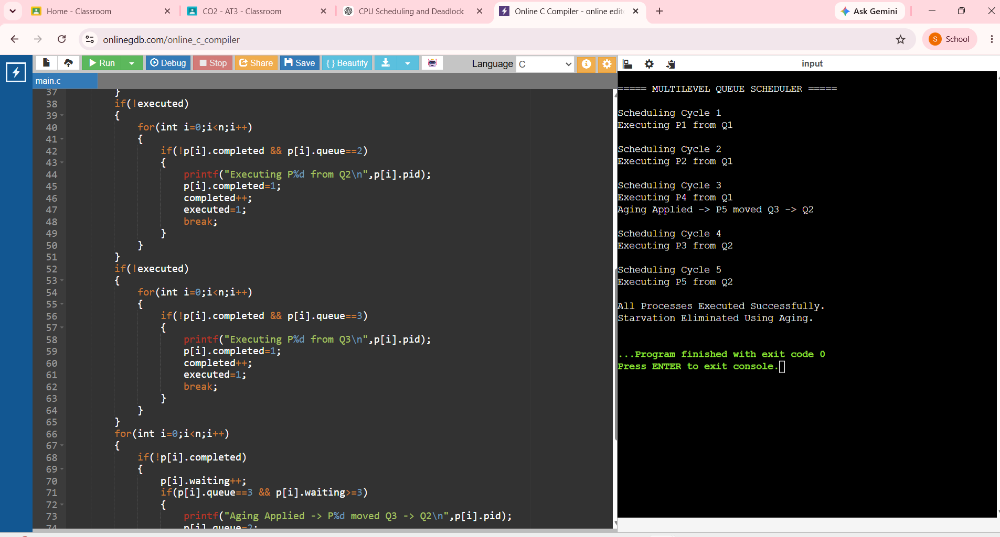 Home - Classroom
CO2 - AT3 - Classroom
CPU Scheduling and Deadlock
Online C Compiler - online edit
Ask Gemini
onlinegdb.com/online_c_compiler
S School
Run
Debug
Stop
Share
Save
{ } Beautify
Language C
input
main.c
37 }
38 if(!executed)
39 {
40 for(int i=0;i<n;i++)
41 {
42 if(!p[i].completed && p[i].queue==2)
43 {
44 printf("Executing P%d from Q2\n",p[i].pid);
45 p[i].completed=1;
46 completed++;
47 executed=1;
48 break;
49 }
50 }
51 }
52 if(!executed)
53 {
54 for(int i=0;i<n;i++)
55 {
56 if(!p[i].completed && p[i].queue==3)
57 {
58 printf("Executing P%d from Q3\n",p[i].pid);
59 p[i].completed=1;
60 completed++;
61 executed=1;
62 break;
63 }
64 }
65 }
66 for(int i=0;i<n;i++)
67 {
68 if(!p[i].completed)
69 {
70 p[i].waiting++;
71 if(p[i].queue==3 && p[i].waiting>=3)
72 {
73 printf("Aging Applied -> P%d moved Q3 -> Q2\n",p[i].pid);
74 p[i].queue=2;
===== MULTILEVEL QUEUE SCHEDULER =====
Scheduling Cycle 1
Executing P1 from Q1
Scheduling Cycle 2
Executing P2 from Q1
Scheduling Cycle 3
Executing P4 from Q1
Aging Applied -> P5 moved Q3 -> Q2
Scheduling Cycle 4
Executing P3 from Q2
Scheduling Cycle 5
Executing P5 from Q2
All Processes Executed Successfully.
Starvation Eliminated Using Aging.
...Program finished with exit code 0
Press ENTER to exit console.